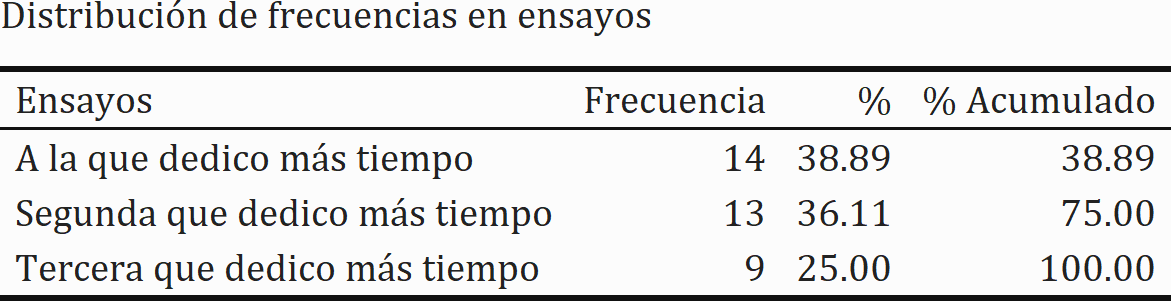 Distribución de frecuencias en ensayos
Ensayos Frecuencia % % Acumulado
A la que dedico más tiempo 14 38.89 38.89
Segunda que dedico más tiempo 13 36.11 75.00
Tercera que dedico más tiempo 9 25.00 100.00